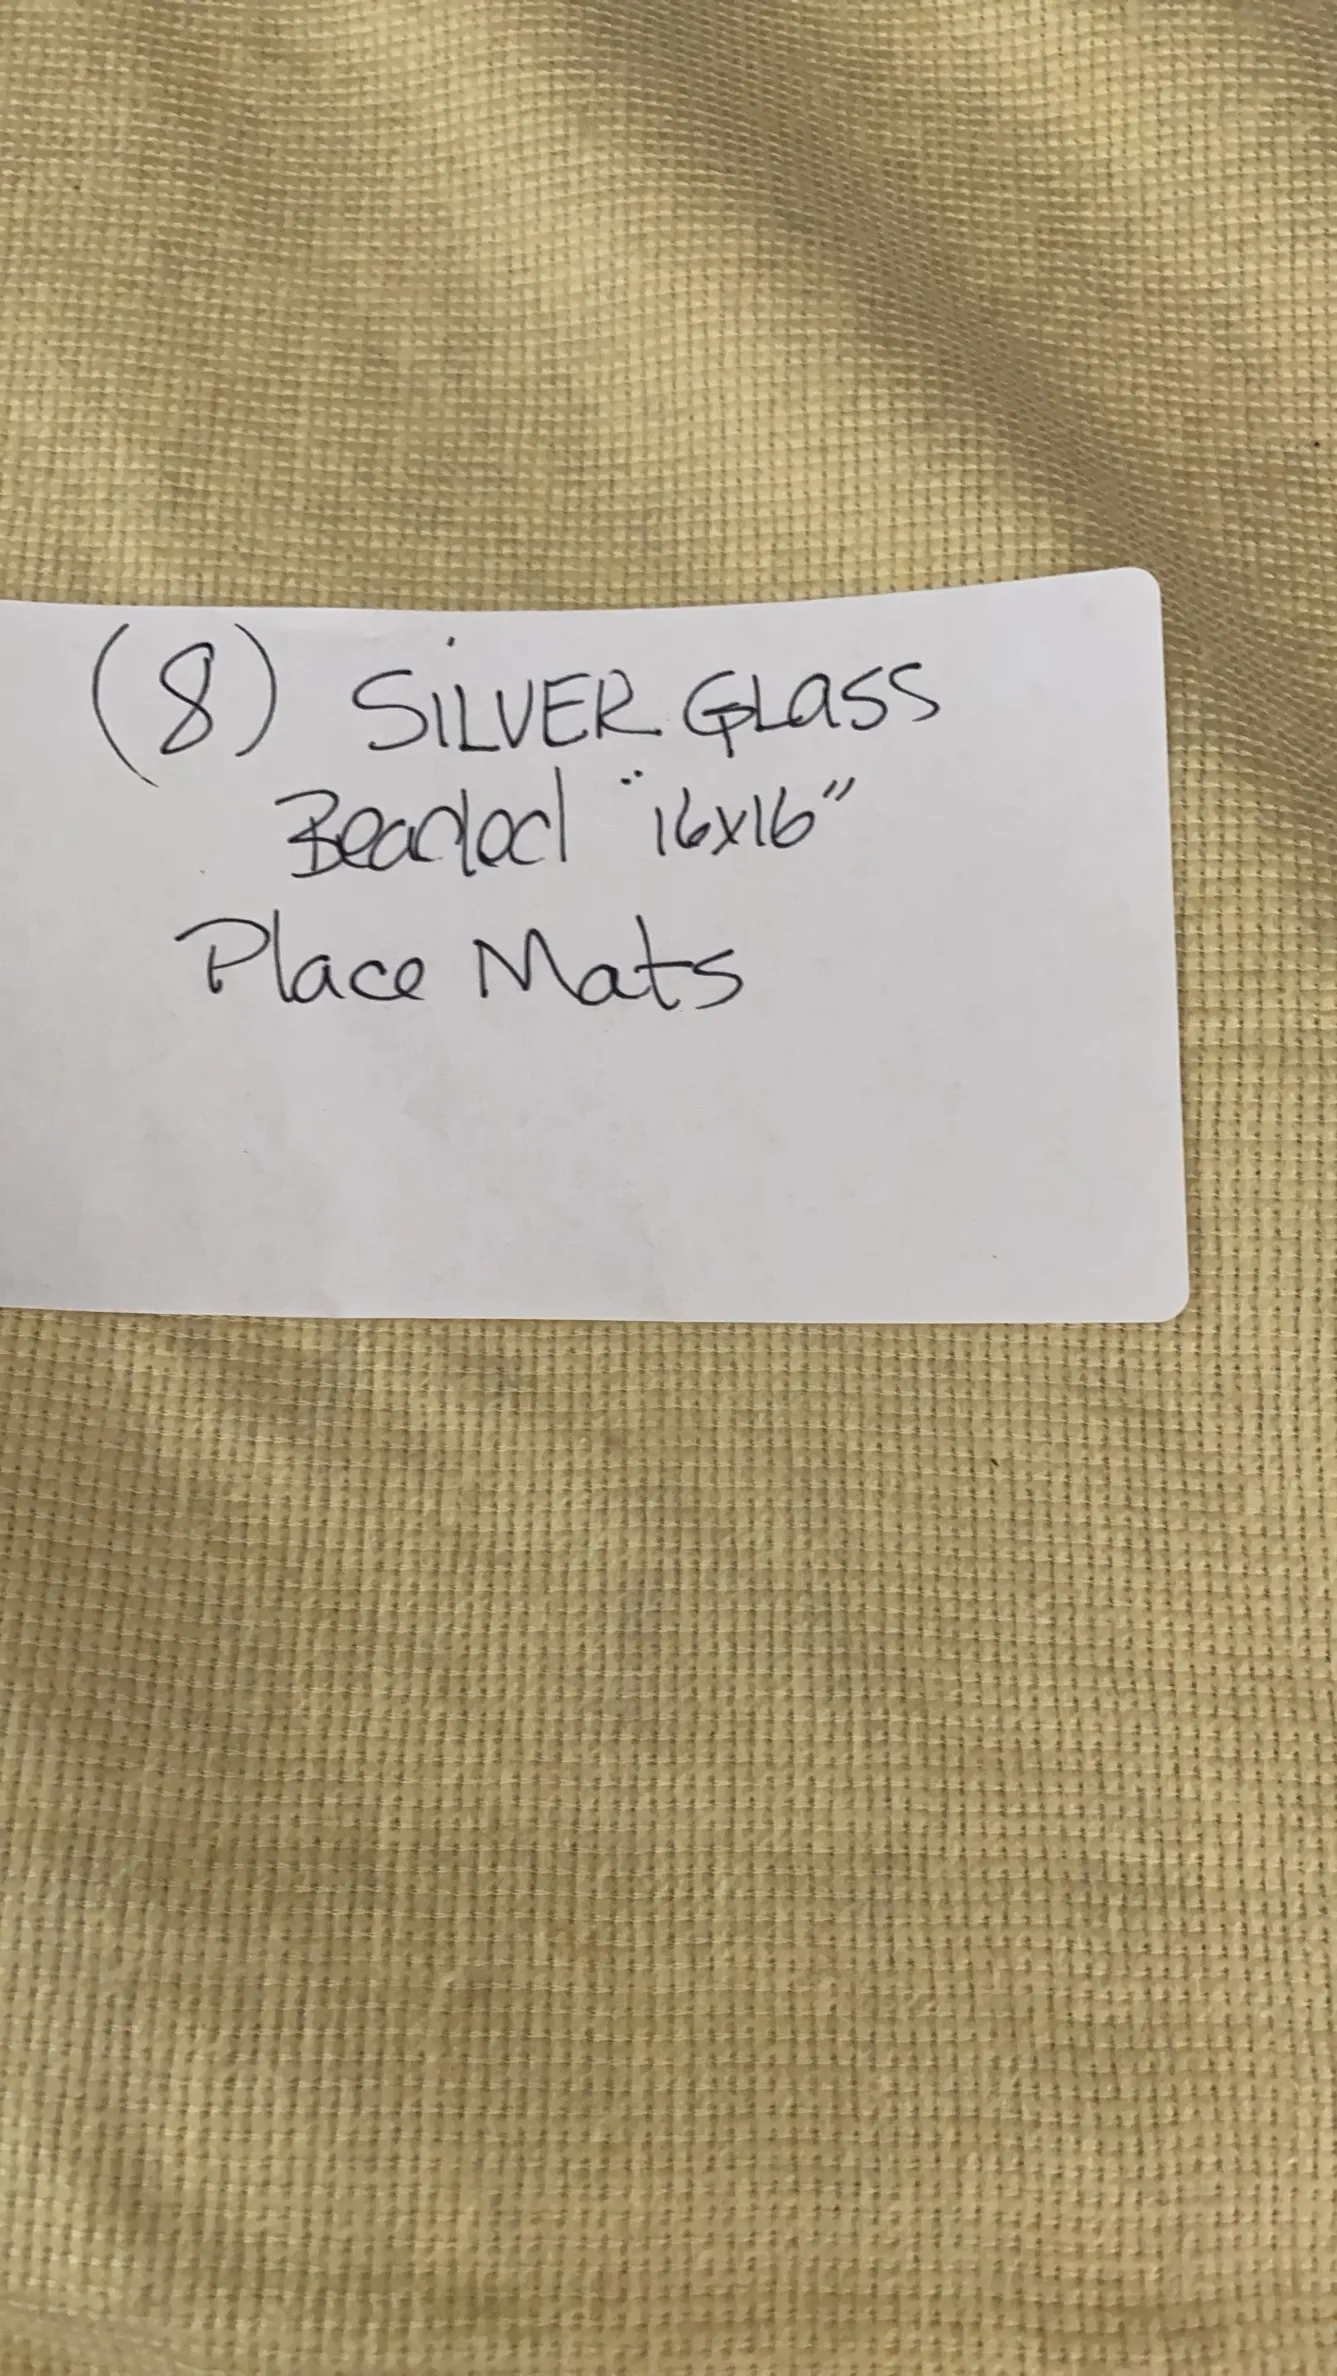 (8) SiLVER GLaSS
Beaded "16x16"
Place Mats